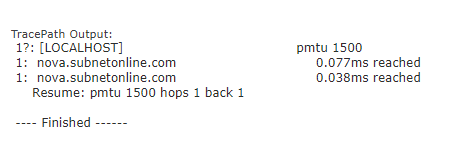 TracePath Output:
1?: [LOCALHOST] pmtu 1500
1: nova.subnetonline.com 0.077ms reached
1: nova.subnetonline.com 0.038ms reached
Resume: pmtu 1500 hops 1 back 1
---- Finished ------